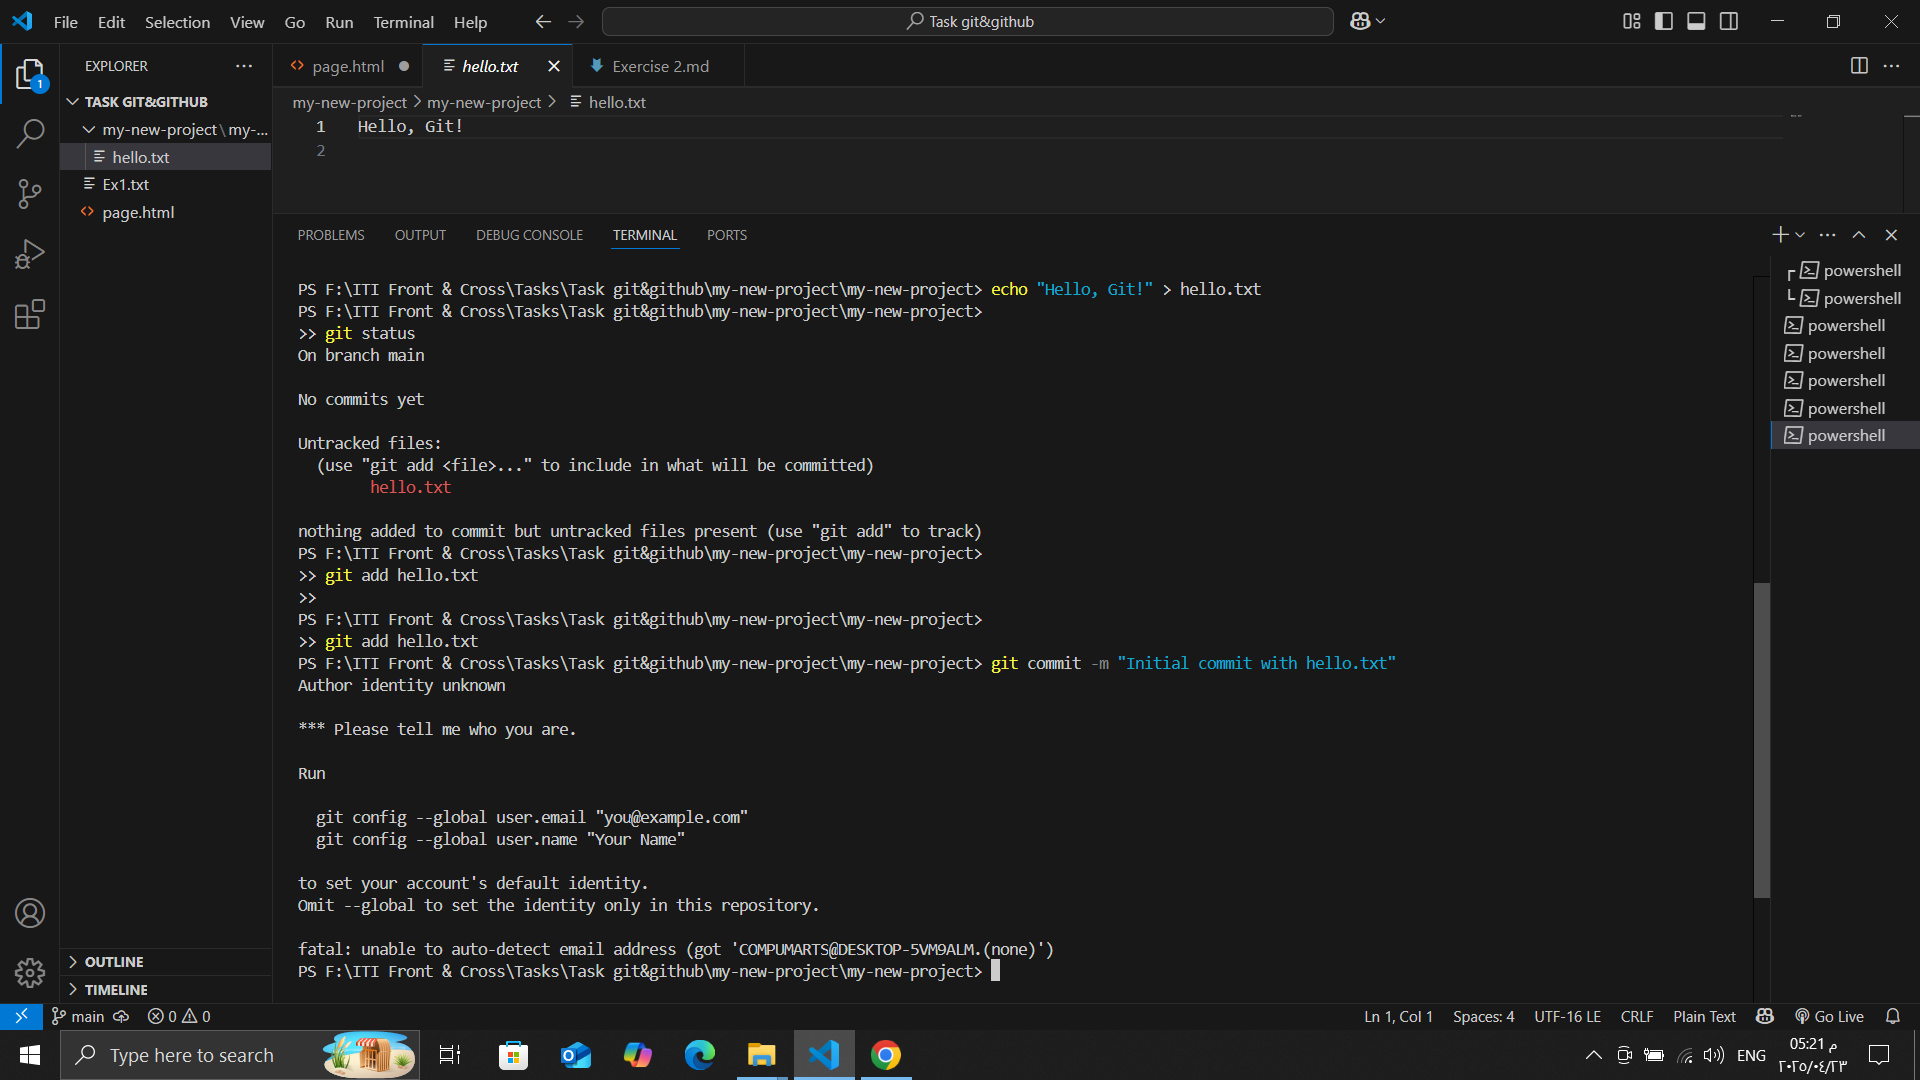 File Edit Selection View Go Run Terminal Help
Task git&github
EXPLORER
TASK GIT&GITHUB
my-new-project\my-...
hello.txt
Ex1.txt
page.html
OUTLINE
TIMELINE
1
page.html
hello.txt
Exercise 2.md
my-new-project > my-new-project > hello.txt
1 Hello, Git!
2
PROBLEMS OUTPUT DEBUG CONSOLE TERMINAL PORTS
PS F:\ITI Front & Cross\Tasks\Task git&github\my-new-project\my-new-project> echo "Hello, Git!" > hello.txt
PS F:\ITI Front & Cross\Tasks\Task git&github\my-new-project\my-new-project>
>> git status
On branch main
No commits yet
Untracked files:
(use "git add <file>..." to include in what will be committed)
hello.txt
nothing added to commit but untracked files present (use "git add" to track)
PS F:\ITI Front & Cross\Tasks\Task git&github\my-new-project\my-new-project>
>> git add hello.txt
>>
PS F:\ITI Front & Cross\Tasks\Task git&github\my-new-project\my-new-project>
>> git add hello.txt
PS F:\ITI Front & Cross\Tasks\Task git&github\my-new-project\my-new-project> git commit -m "Initial commit with hello.txt"
Author identity unknown
*** Please tell me who you are.
Run
git config --global user.email "you@example.com"
git config --global user.name "Your Name"
to set your account's default identity.
Omit --global to set the identity only in this repository.
fatal: unable to auto-detect email address (got 'COMPUMARTS@DESKTOP-5VM9ALM.(none)')
PS F:\ITI Front & Cross\Tasks\Task git&github\my-new-project\my-new-project>
powershell
powershell
powershell
powershell
powershell
powershell
powershell
main
0 0
Ln 1, Col 1 Spaces: 4 UTF-16 LE CRLF Plain Text Go Live
Type here to search
ENG
05:21 م
٢٠٢٥/٠٤/٢٣